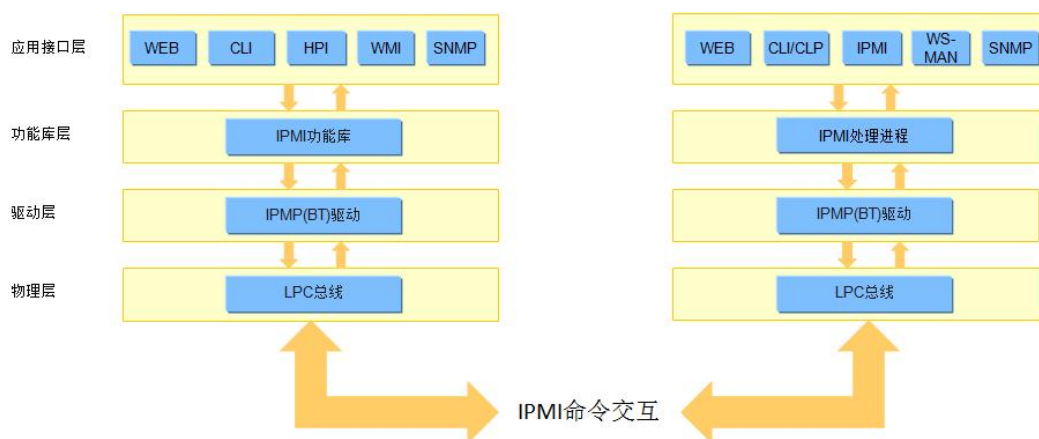 应用接口层
WEB CLI HPI WMI SNMP
WEB CLI/CLP IPMI WS-MAN SNMP
功能库层
IPMI功能库
IPMI处理进程
驱动层
IPMP(BT)驱动
IPMP(BT)驱动
物理层
LPC总线
LPC总线
IPMI命令交互